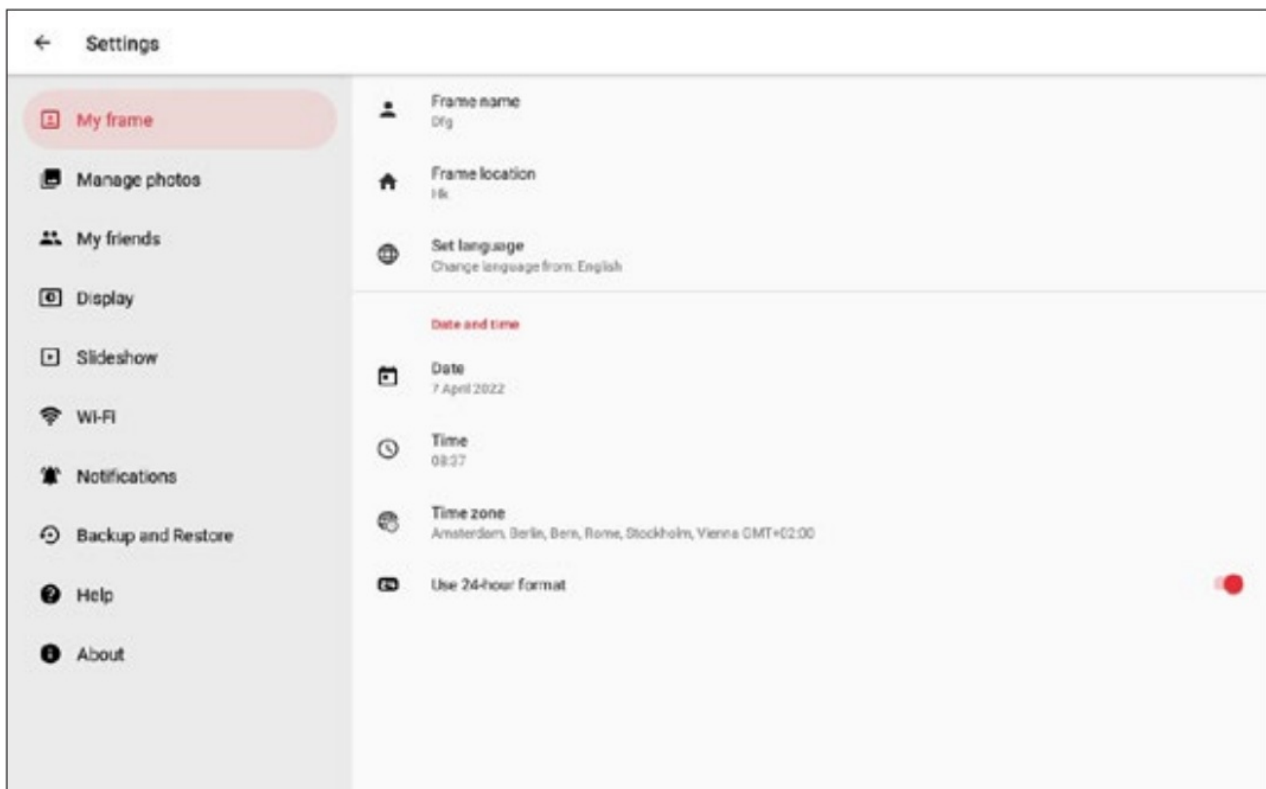 Settings
My frame
Manage photos
My friends
Display
Slideshow
Wi-Fi
Notifications
Backup and Restore
Help
About
Frame name
Dfg
Frame location
Hk
Set language
Change language from: English
Date and time
Date
7 April 2022
Time
08:37
Time zone
Amsterdam, Berlin, Bern, Rome, Stockholm, Vienna GMT+02:00
Use 24-hour format